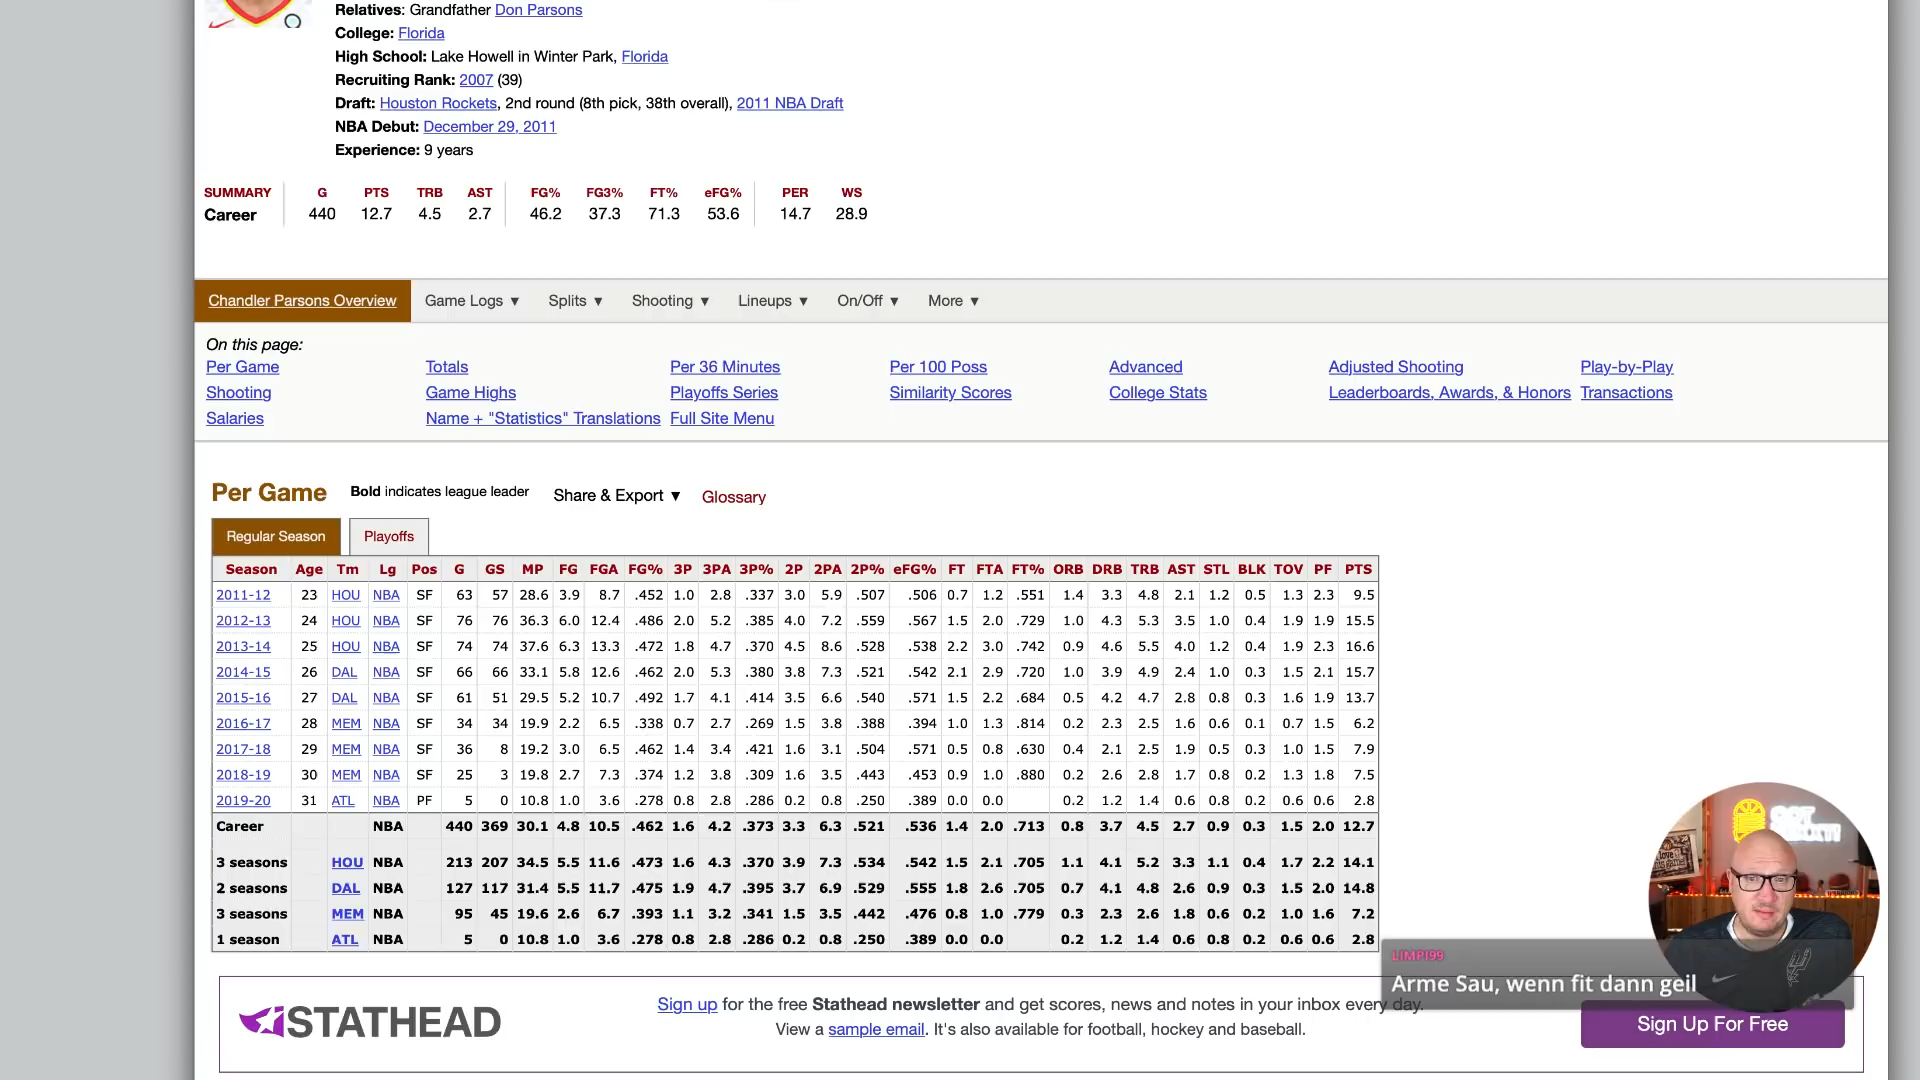 Relatives: Grandfather Don Parsons
College: Florida
High School: Lake Howell in Winter Park, Florida
Recruiting Rank: 2007 (39)
Draft: Houston Rockets, 2nd round (8th pick, 38th overall), 2011 NBA Draft
NBA Debut: December 29, 2011
Experience: 9 years
SUMMARY G PTS TRB AST FG% FG3% FT% eFG% PER WS
Career 440 12.7 4.5 2.7 46.2 37.3 71.3 53.6 14.7 28.9
Chandler Parsons Overview Game Logs ▼ Splits ▼ Shooting ▼ Lineups ▼ On/Off ▼ More ▼
On this page:
Per Game Totals Per 36 Minutes Per 100 Poss Advanced Adjusted Shooting Play-by-Play
Shooting Game Highs Playoffs Series Similarity Scores College Stats Leaderboards, Awards, & Honors Transactions
Salaries Name + "Statistics" Translations Full Site Menu
Per Game Bold indicates league leader Share & Export ▼ Glossary
Regular Season Playoffs
Season Age Tm Lg Pos G GS MP FG FGA FG% 3P 3PA 3P% 2P 2PA 2P% eFG% FT FTA FT% ORB DRB TRB AST STL BLK TOV PF PTS
2011-12 23 HOU NBA SF 63 57 28.6 3.9 8.7 .452 1.0 2.8 .337 3.0 5.9 .507 .506 0.7 1.2 .551 1.4 3.3 4.8 2.1 1.2 0.5 1.3 2.3 9.5
2012-13 24 HOU NBA SF 76 76 36.3 6.0 12.4 .486 2.0 5.2 .385 4.0 7.2 .559 .567 1.5 2.0 .729 1.0 4.3 5.3 3.5 1.0 0.4 1.9 1.9 15.5
2013-14 25 HOU NBA SF 74 74 37.6 6.3 13.3 .472 1.8 4.7 .370 4.5 8.6 .528 .538 2.2 3.0 .742 0.9 4.6 5.5 4.0 1.2 0.4 1.9 2.3 16.6
2014-15 26 DAL NBA SF 66 66 33.1 5.8 12.6 .462 2.0 5.3 .380 3.8 7.3 .521 .542 2.1 2.9 .720 1.0 3.9 4.9 2.4 1.0 0.3 1.5 2.1 15.7
2015-16 27 DAL NBA SF 61 51 29.5 5.2 10.7 .492 1.7 4.1 .414 3.5 6.6 .540 .571 1.5 2.2 .684 0.5 4.2 4.7 2.8 0.8 0.3 1.6 1.9 13.7
2016-17 28 MEM NBA SF 34 34 19.9 2.2 6.5 .338 0.7 2.7 .269 1.5 3.8 .388 .394 1.0 1.3 .814 0.2 2.3 2.5 1.6 0.6 0.1 0.7 1.5 6.2
2017-18 29 MEM NBA SF 36 8 19.2 3.0 6.5 .462 1.4 3.4 .421 1.6 3.1 .504 .571 0.5 0.8 .630 0.4 2.1 2.5 1.9 0.5 0.3 1.0 1.5 7.9
2018-19 30 MEM NBA SF 25 3 19.8 2.7 7.3 .374 1.2 3.8 .309 1.6 3.5 .443 .453 0.9 1.0 .880 0.2 2.6 2.8 1.7 0.8 0.2 1.3 1.8 7.5
2019-20 31 ATL NBA PF 5 0 10.8 1.0 3.6 .278 0.8 2.8 .286 0.2 0.8 .250 .389 0.0 0.0 0.2 1.2 1.4 0.6 0.8 0.2 0.6 0.6 2.8
Career NBA 440 369 30.1 4.8 10.5 .462 1.6 4.2 .373 3.3 6.3 .521 .536 1.4 2.0 .713 0.8 3.7 4.5 2.7 0.9 0.3 1.5 2.0 12.7
3 seasons HOU NBA 213 207 34.5 5.5 11.6 .473 1.6 4.3 .370 3.9 7.3 .534 .542 1.5 2.1 .705 1.1 4.1 5.2 3.3 1.1 0.4 1.7 2.2 14.1
2 seasons DAL NBA 127 117 31.4 5.5 11.7 .475 1.9 4.7 .395 3.7 6.9 .529 .555 1.8 2.6 .705 0.7 4.1 4.8 2.6 0.9 0.3 1.5 2.0 14.8
3 seasons MEM NBA 95 45 19.6 2.6 6.7 .393 1.1 3.2 .341 1.5 3.5 .442 .476 0.8 1.0 .779 0.3 2.3 2.6 1.8 0.6 0.2 1.0 1.6 7.2
1 season ATL NBA 5 0 10.8 1.0 3.6 .278 0.8 2.8 .286 0.2 0.8 .250 .389 0.0 0.0 0.2 1.2 1.4 0.6 0.8 0.2 0.6 0.6 2.8
LIMPI99
Arme Sau, wenn fit dann geil
STATHEAD
Sign up for the free Stathead newsletter and get scores, news and notes in your inbox every day.
View a sample email. It's also available for football, hockey and baseball.
Sign Up For Free